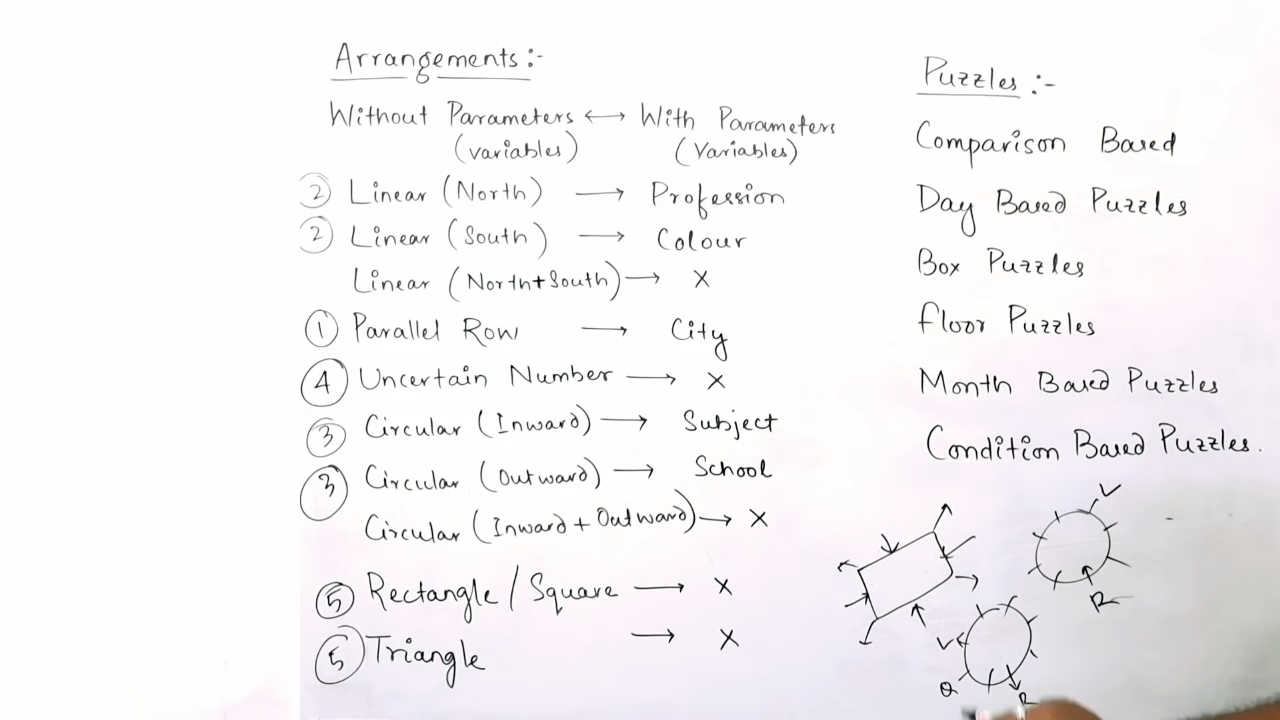 Arrangements :-
Without Parameters ↔ With Parameters
(variables) (Variables)
② Linear (North) → Profession
② Linear (South) → Colour
Linear (North+South) → X
① Parallel Row → City
④ Uncertain Number → X
③ Circular (Inward) → Subject
③ Circular (Outward) → School
Circular (Inward + Outward) → X
⑤ Rectangle / Square → X
⑤ Triangle → X
Puzzles :-
Comparison Based
Day Based Puzzles
Box Puzzles
Floor Puzzles
Month Based Puzzles
Condition Based Puzzles.
L
R
L
Q
R